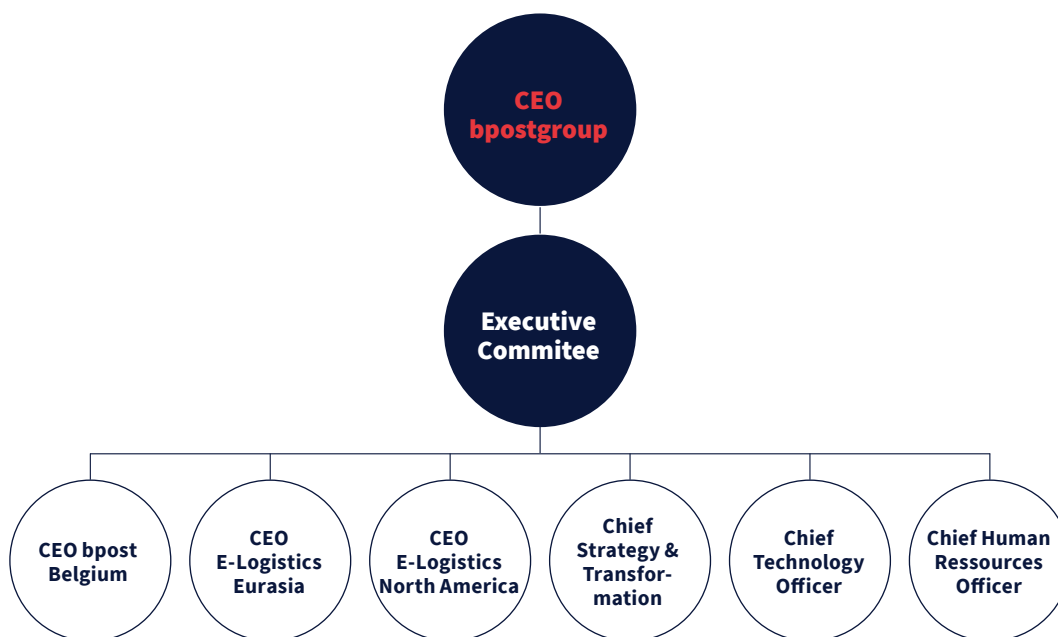 CEO
bpostgroup
Executive
Commitee
CEO bpost
Belgium
CEO
E-Logistics
Eurasia
CEO
E-Logistics
North America
Chief
Strategy &
Transfor-
mation
Chief
Technology
Officer
Chief Human
Ressources
Officer